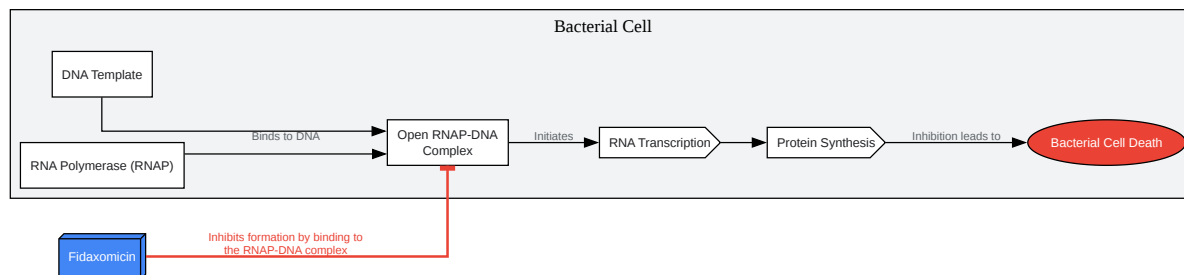 Bacterial Cell
DNA Template
Binds to DNA
RNA Polymerase (RNAP)
Open RNAP-DNA
Complex
Initiates
RNA Transcription
Protein Synthesis
Inhibition leads to
Bacterial Cell Death
Inhibits formation by binding to
the RNAP-DNA complex
Fidaxomicin